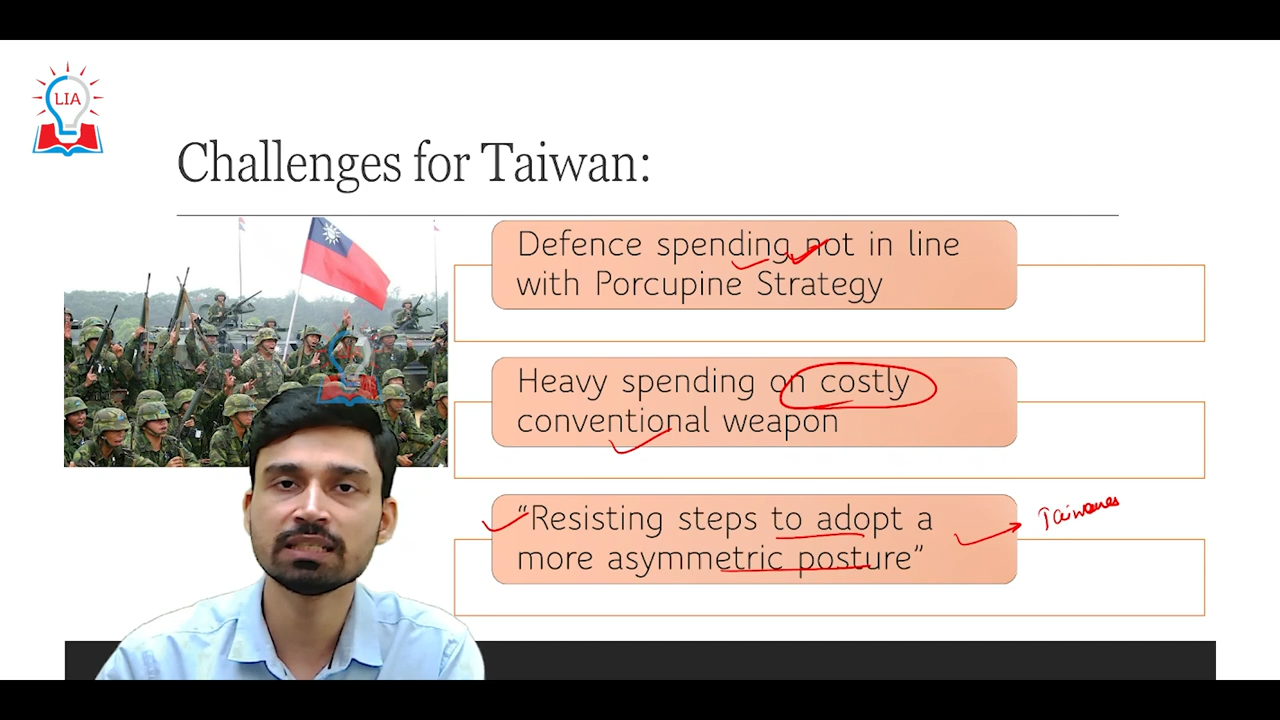 LIA
Challenges for Taiwan:
Defence spending not in line
with Porcupine Strategy
LIA
Heavy spending on costly
conventional weapon
“Resisting steps to adopt a
more asymmetric posture”